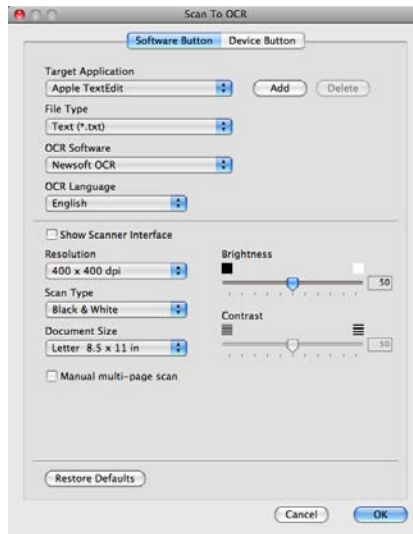 Scan To OCR
Software Button Device Button
Target Application
Apple TextEdit Add Delete
File Type
Text (*.txt)
OCR Software
Newsoft OCR
OCR Language
English
Show Scanner Interface
Resolution Brightness
400 x 400 dpi 50
Scan Type
Black & White Contrast
Document Size
Letter 8.5 x 11 in 50
Manual multi-page scan
Restore Defaults
Cancel OK